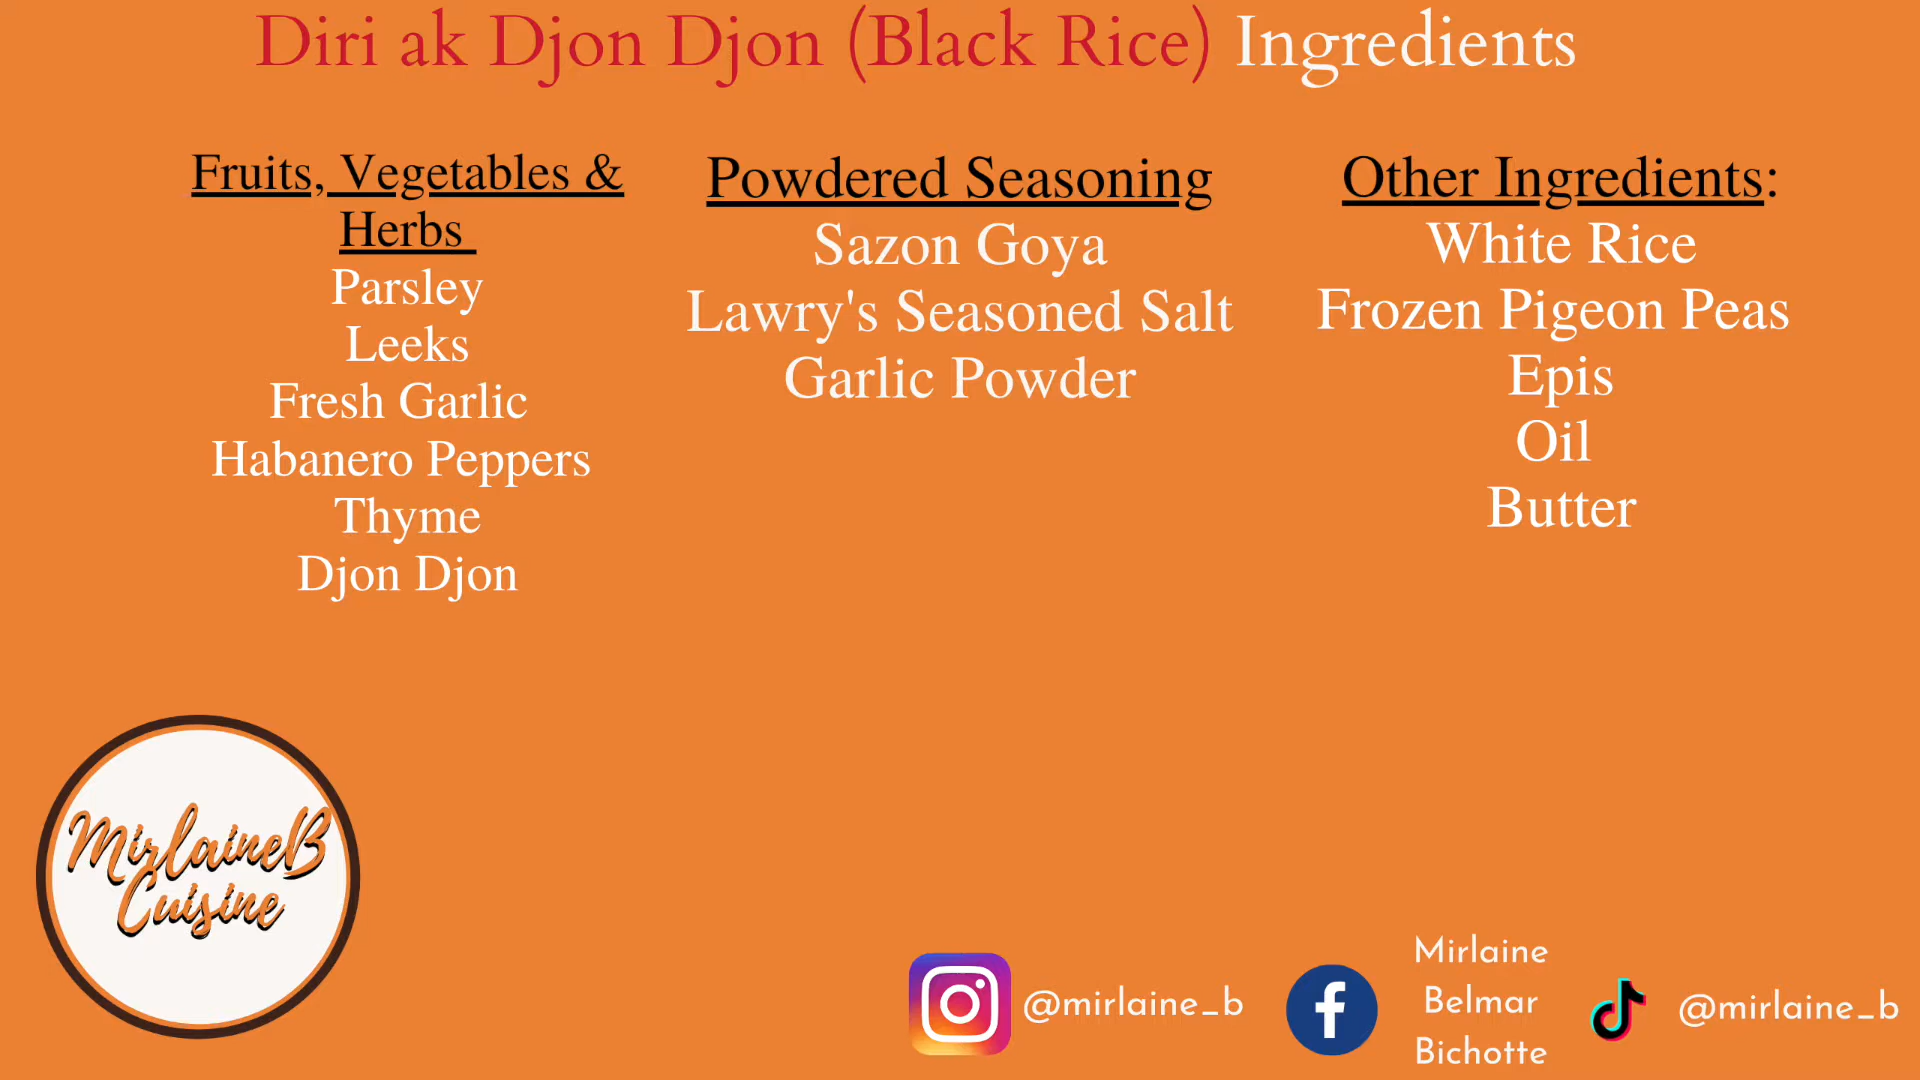 Diri ak Djon Djon (Black Rice) Ingredients
Fruits, Vegetables &
Herbs
Parsley
Leeks
Fresh Garlic
Habanero Peppers
Thyme
Djon Djon
Powdered Seasoning
Sazon Goya
Lawry's Seasoned Salt
Garlic Powder
Other Ingredients:
White Rice
Frozen Pigeon Peas
Epis
Oil
Butter
MirlaineB
Cuisine
@mirlaine_b
Mirlaine
Belmar
Bichotte
@mirlaine_b